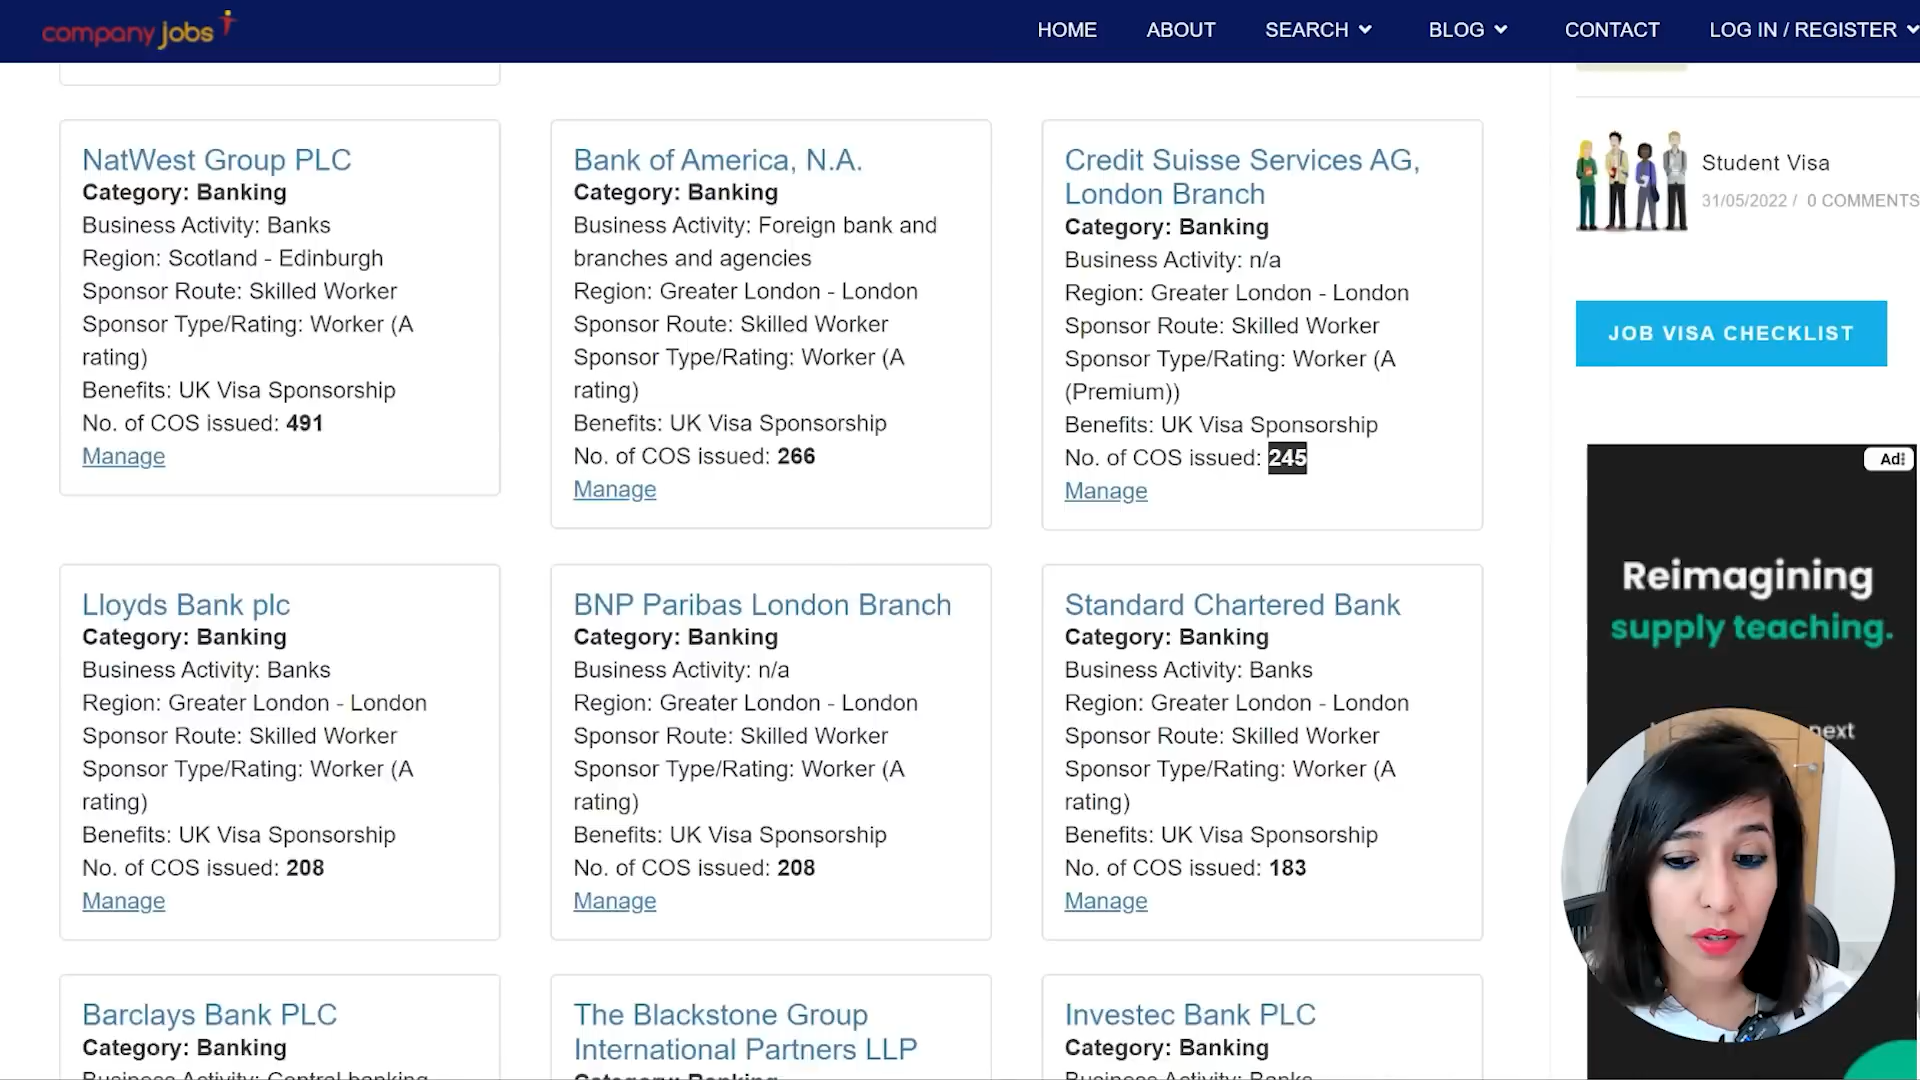 company jobs
HOME
ABOUT
SEARCH
BLOG
CONTACT
LOG IN / REGISTER
NatWest Group PLC
Category: Banking
Business Activity: Banks
Region: Scotland - Edinburgh
Sponsor Route: Skilled Worker
Sponsor Type/Rating: Worker (A
rating)
Benefits: UK Visa Sponsorship
No. of COS issued: 491
Manage
Bank of America, N.A.
Category: Banking
Business Activity: Foreign bank and
branches and agencies
Region: Greater London - London
Sponsor Route: Skilled Worker
Sponsor Type/Rating: Worker (A
rating)
Benefits: UK Visa Sponsorship
No. of COS issued: 266
Manage
Credit Suisse Services AG,
London Branch
Category: Banking
Business Activity: n/a
Region: Greater London - London
Sponsor Route: Skilled Worker
Sponsor Type/Rating: Worker (A
(Premium))
Benefits: UK Visa Sponsorship
No. of COS issued: 245
Manage
Lloyds Bank plc
Category: Banking
Business Activity: Banks
Region: Greater London - London
Sponsor Route: Skilled Worker
Sponsor Type/Rating: Worker (A
rating)
Benefits: UK Visa Sponsorship
No. of COS issued: 208
Manage
BNP Paribas London Branch
Category: Banking
Business Activity: n/a
Region: Greater London - London
Sponsor Route: Skilled Worker
Sponsor Type/Rating: Worker (A
rating)
Benefits: UK Visa Sponsorship
No. of COS issued: 208
Manage
Standard Chartered Bank
Category: Banking
Business Activity: Banks
Region: Greater London - London
Sponsor Route: Skilled Worker
Sponsor Type/Rating: Worker (A
rating)
Benefits: UK Visa Sponsorship
No. of COS issued: 183
Manage
Barclays Bank PLC
Category: Banking
Business Activity: Central banking
The Blackstone Group
International Partners LLP
Category: Banking
Investec Bank PLC
Category: Banking
Business Activity: Banks
Student Visa
31/05/2022 / 0 COMMENTS
JOB VISA CHECKLIST
Ad
Reimagining
supply teaching.
next